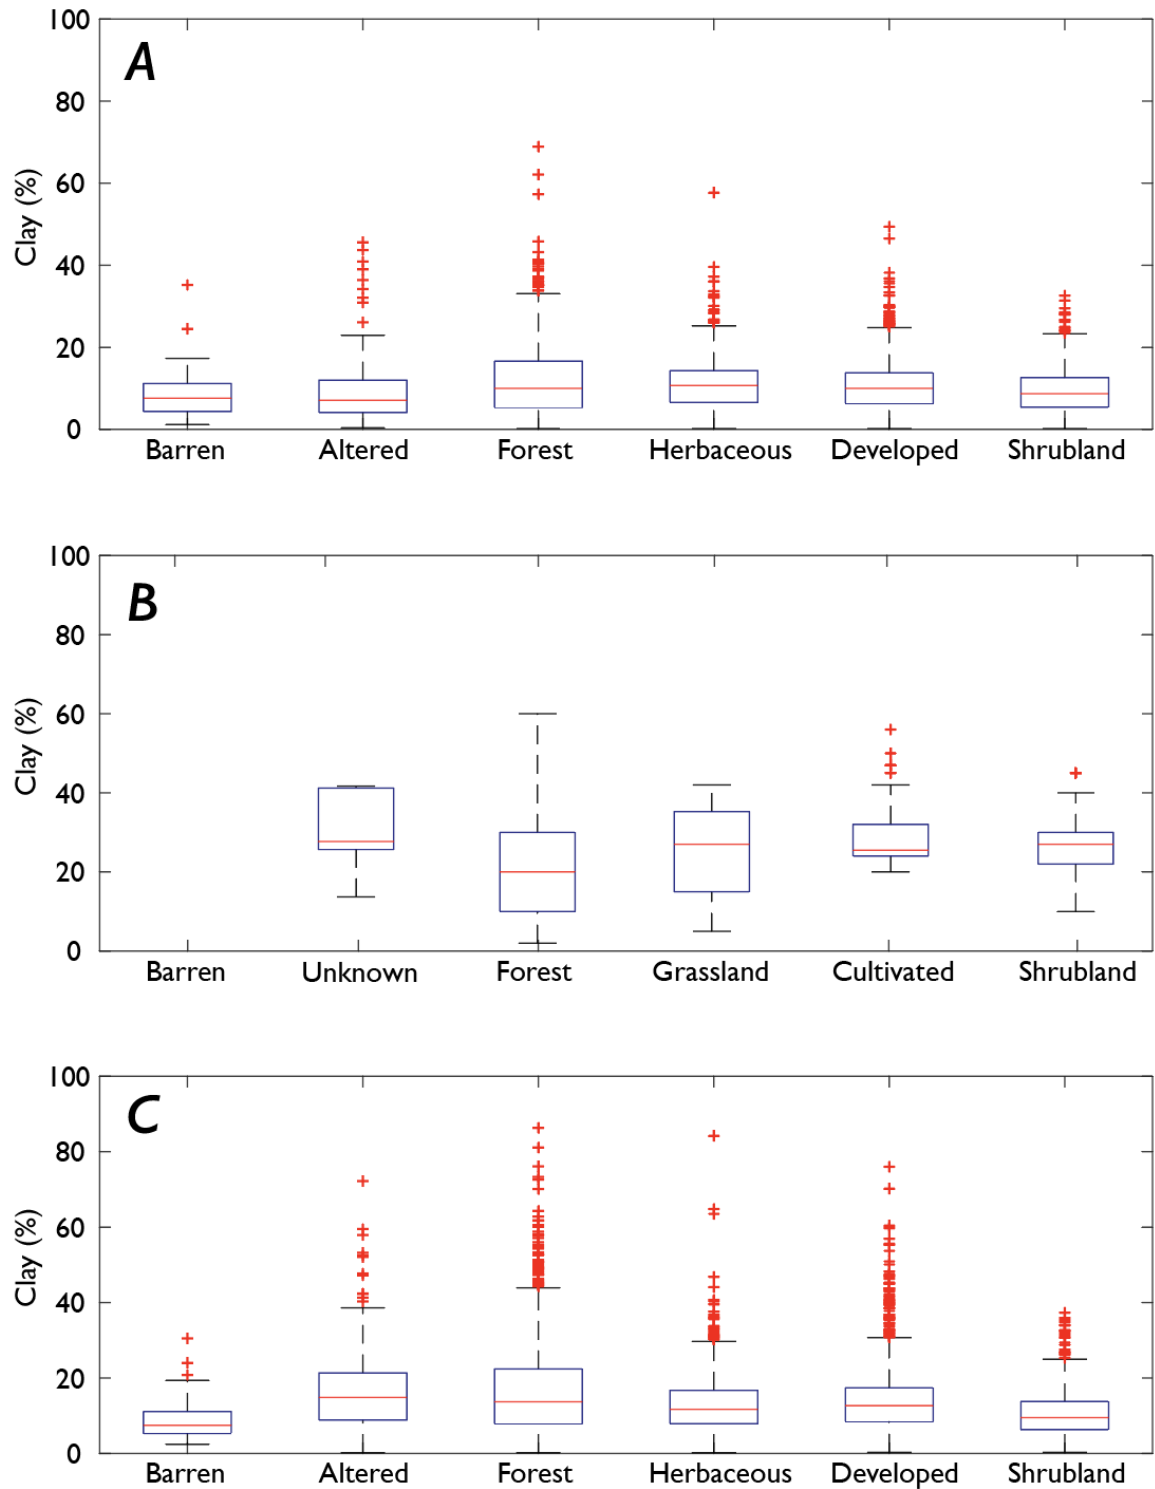 A
Clay (%)
100
80
60
40
20
0
Barren Altered Forest Herbaceous Developed Shrubland
B
Clay (%)
100
80
60
40
20
0
Barren Unknown Forest Grassland Cultivated Shrubland
C
Clay (%)
100
80
60
40
20
0
Barren Altered Forest Herbaceous Developed Shrubland